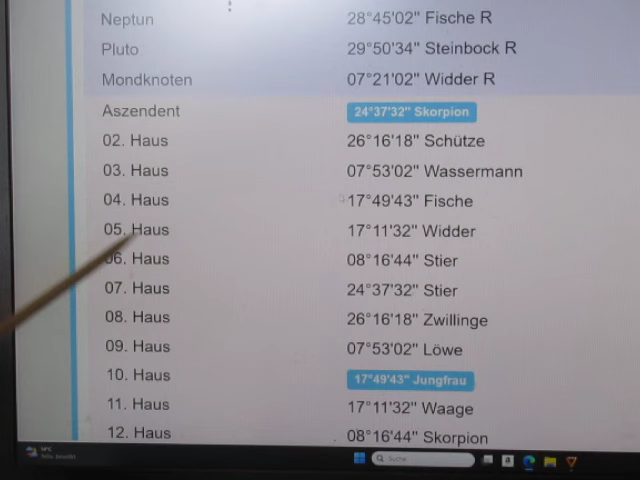 Neptun 28°45'02" Fische R
Pluto 29°50'34" Steinbock R
Mondknoten 07°21'02" Widder R
Aszendent 24°37'32" Skorpion
02. Haus 26°16'18" Schütze
03. Haus 07°53'02" Wassermann
04. Haus 17°49'43" Fische
05. Haus 17°11'32" Widder
06. Haus 08°16'44" Stier
07. Haus 24°37'32" Stier
08. Haus 26°16'18" Zwillinge
09. Haus 07°53'02" Löwe
10. Haus 17°49'43" Jungfrau
11. Haus 17°11'32" Waage
12. Haus 08°16'44" Skorpion
Suche